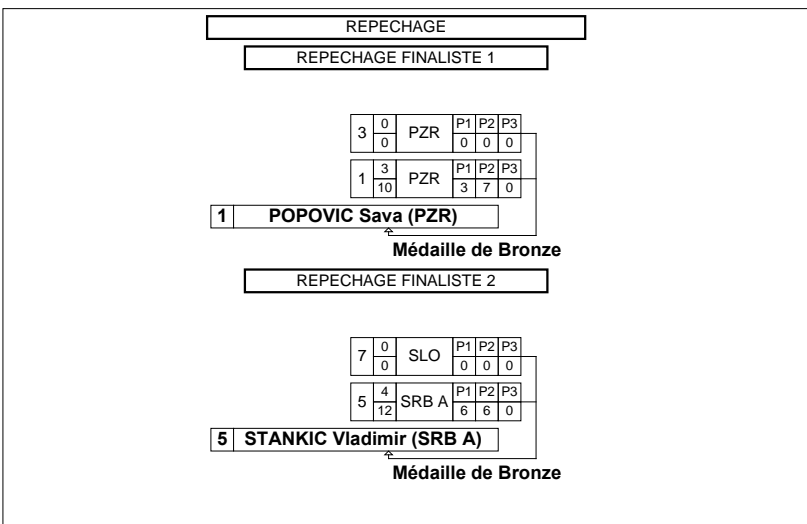 REPECHAGE
REPECHAGE FINALISTE 1
3 0 PZR P1 P2 P3
0 0 0 0
1 3 PZR P1 P2 P3
10 3 7 0
1 POPOVIC Sava (PZR)
Médaille de Bronze
REPECHAGE FINALISTE 2
7 0 SLO P1 P2 P3
0 0 0 0
5 4 SRB A P1 P2 P3
12 6 6 0
5 STANKIC Vladimir (SRB A)
Médaille de Bronze